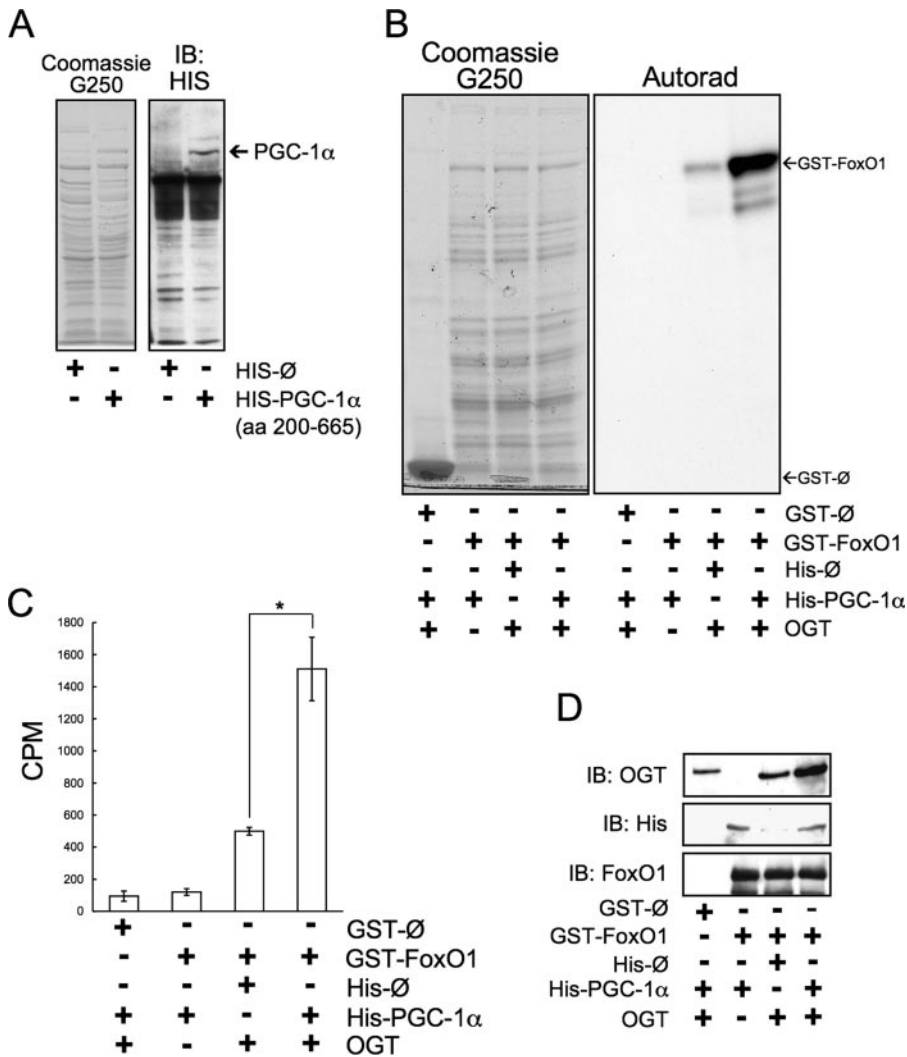 A
Coomassie
G250
IB:
HIS
←PGC-1α
+ - + - HIS-Ø
- + - + HIS-PGC-1α
(aa 200-665)
B
Coomassie
G250
Autorad
←GST-FoxO1
←GST-Ø
+ - - - + - - - GST-Ø
- + + + - + + + GST-FoxO1
- - + - - - + - His-Ø
+ + - + + + - + His-PGC-1α
+ - + + + - + + OGT
C
CPM
1800
1600
1400
1200
1000
800
600
400
200
0
*
+ - - - GST-Ø
- + + + GST-FoxO1
- - + - His-Ø
+ + - + His-PGC-1α
+ - + + OGT
D
IB: OGT
IB: His
IB: FoxO1
GST-Ø + - - -
GST-FoxO1 - + + +
His-Ø - - + -
His-PGC-1α + + - +
OGT + - + +